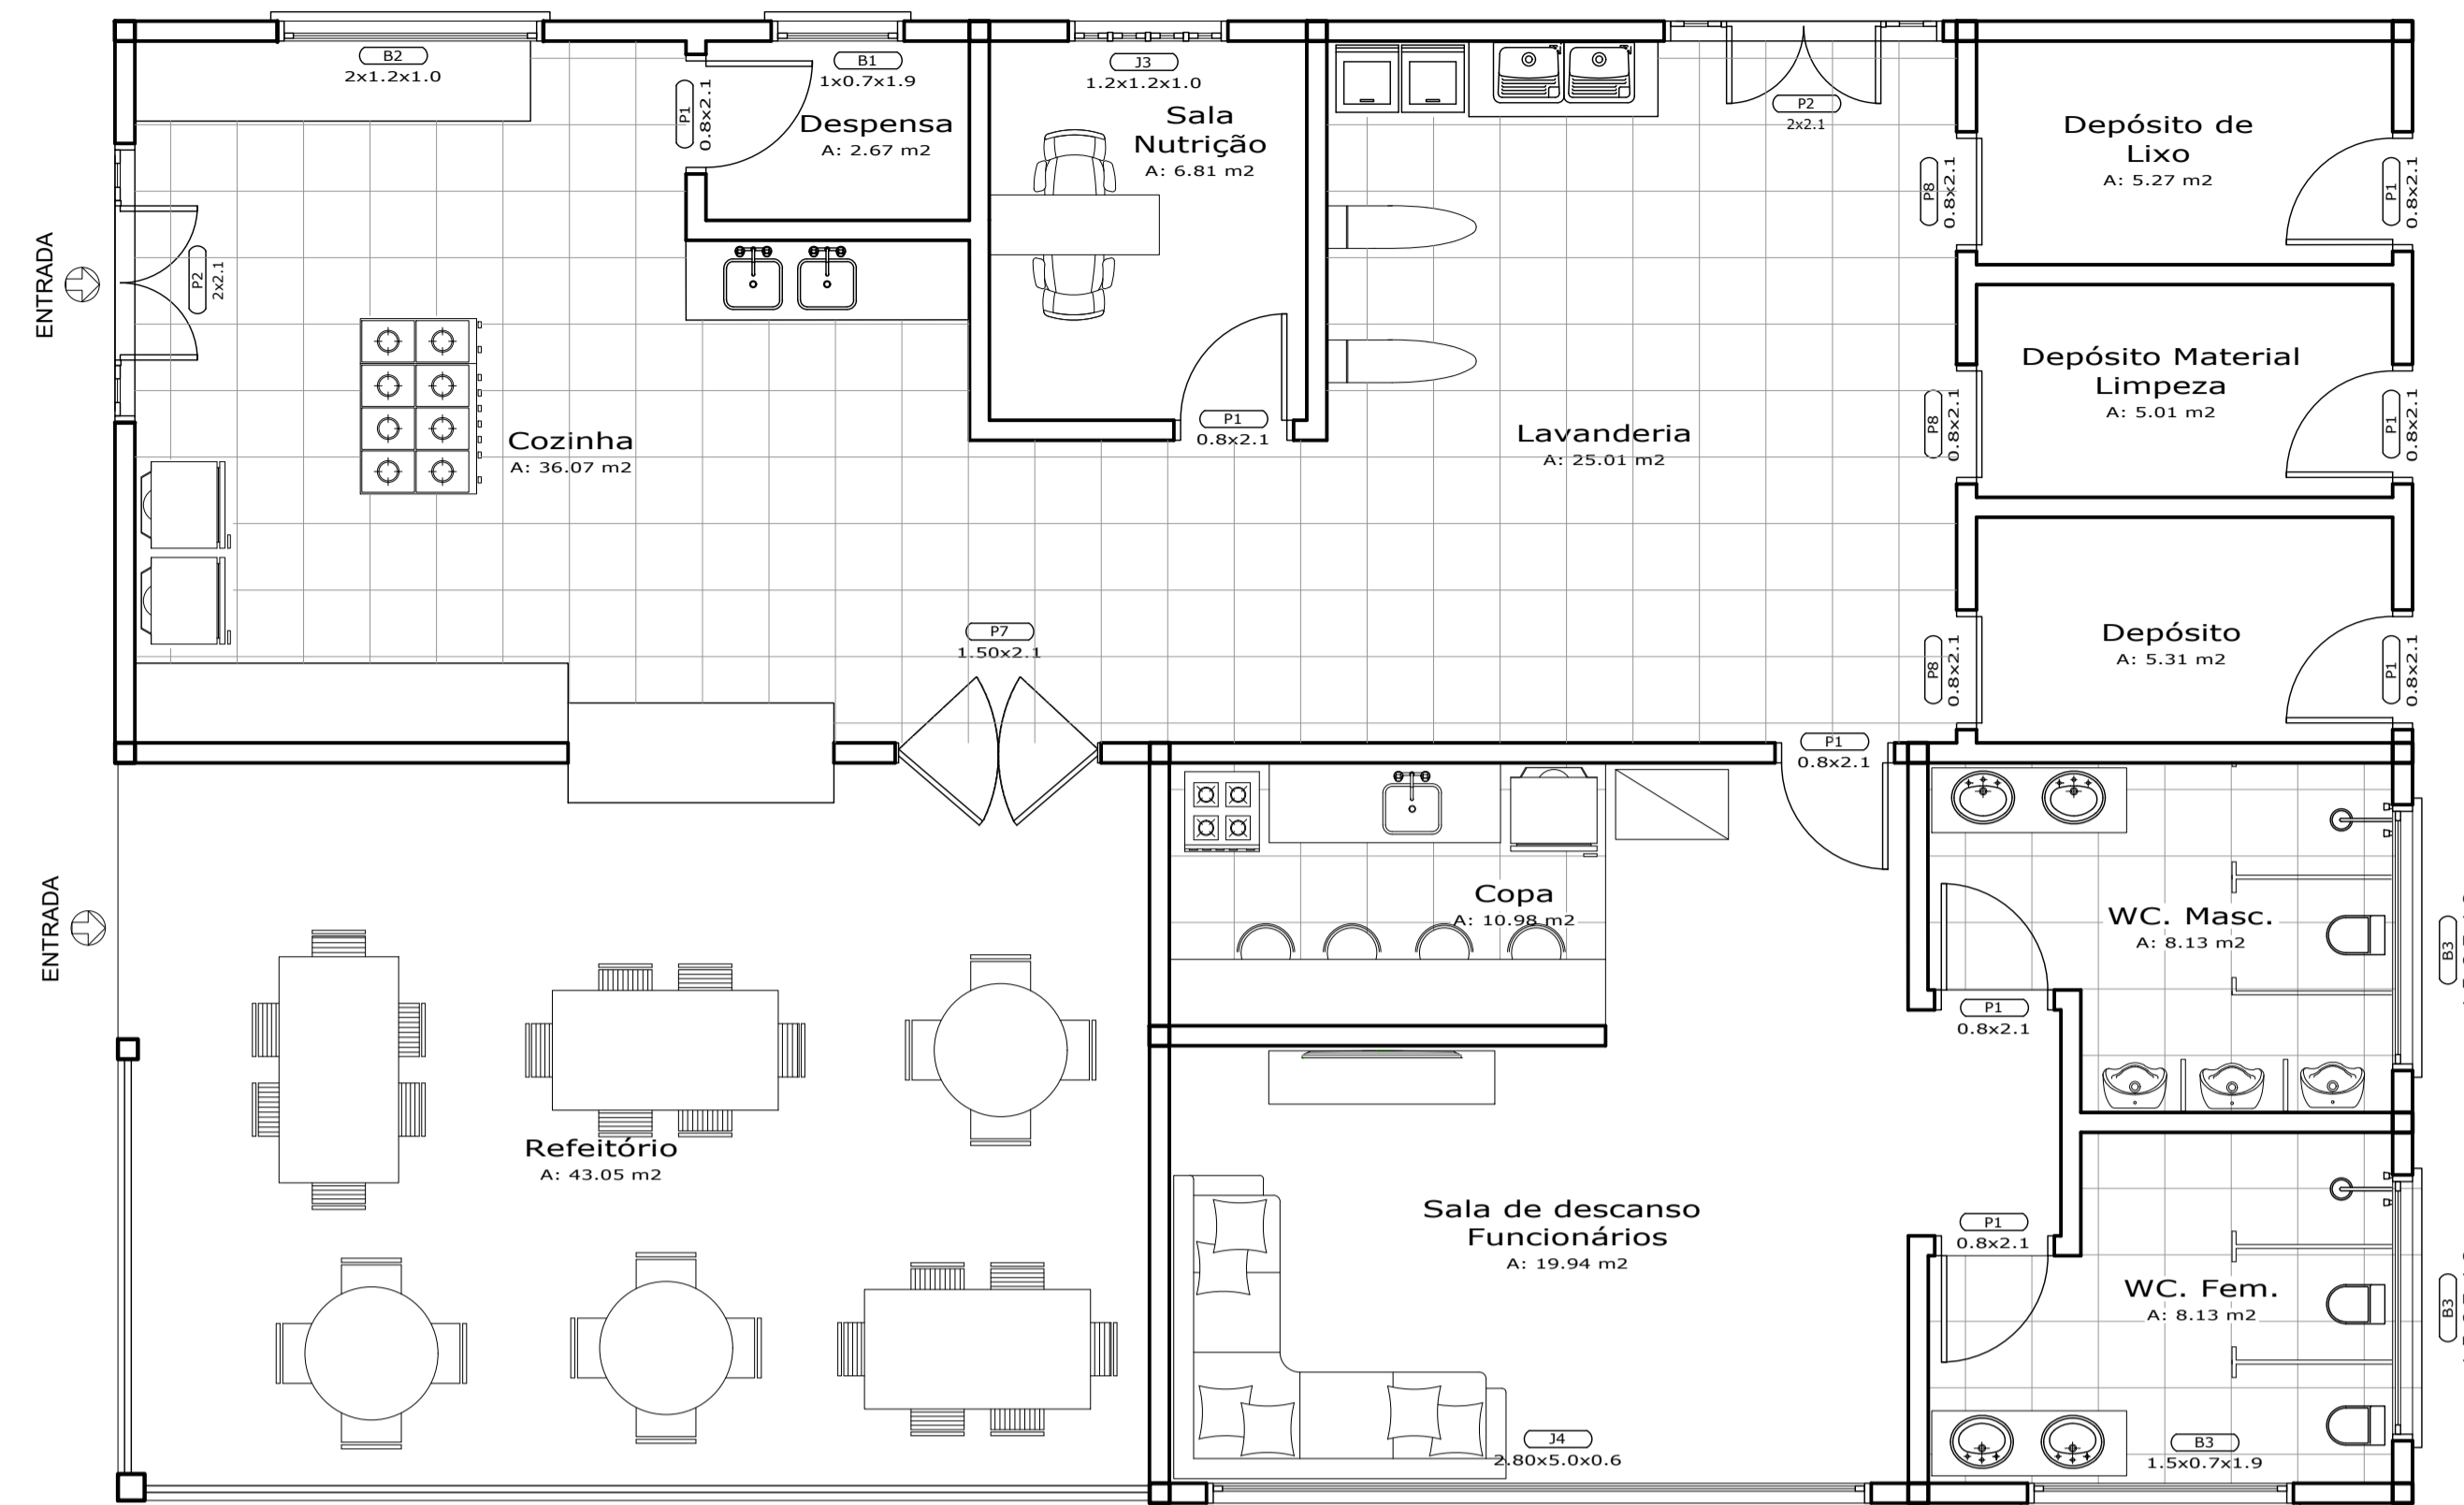 B2
2x1.2x1.0
B1
1x0.7x1.9
J3
1.2x1.2x1.0
P2
2x2.1
P1
0.8x2.1
Despensa
A: 2.67 m2
Sala
Nutrição
A: 6.81 m2
Depósito de
Lixo
A: 5.27 m2
P8
0.8x2.1
P1
0.8x2.1
ENTRADA
P2
2x2.1
Depósito Material
Limpeza
A: 5.01 m2
P8
0.8x2.1
P1
0.8x2.1
Cozinha
A: 36.07 m2
P1
0.8x2.1
Lavanderia
A: 25.01 m2
P7
1.50x2.1
Depósito
A: 5.31 m2
P8
0.8x2.1
P1
0.8x2.1
P1
0.8x2.1
ENTRADA
Copa
A: 10.98 m2
WC. Masc.
A: 8.13 m2
B3
P1
0.8x2.1
Refeitório
A: 43.05 m2
Sala de descanso
Funcionários
A: 19.94 m2
P1
0.8x2.1
WC. Fem.
A: 8.13 m2
B3
J4
2.80x5.0x0.6
B3
1.5x0.7x1.9